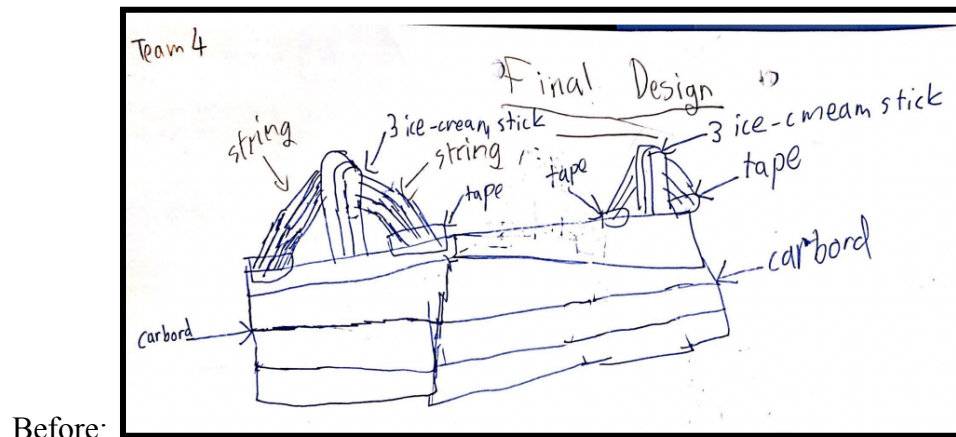 Team 4
Final Design
3 ice-cream stick
3 ice-cmeam stick
string
string
tape
tape
tape
carbord
carbord
Before: